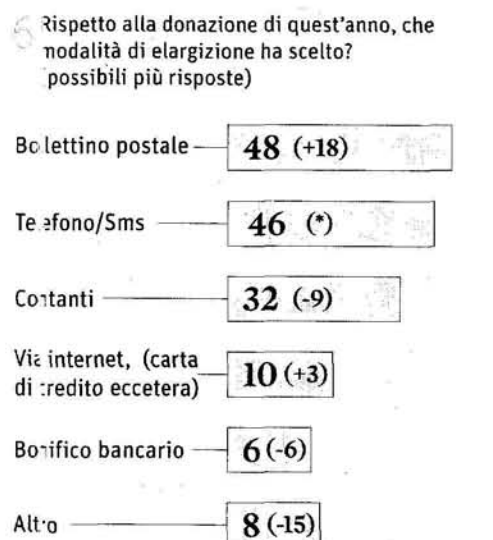 Rispetto alla donazione di quest'anno, che
modalità di elargizione ha scelto?
(possibili più risposte)
Bollettino postale 48 (+18)
Telefono/Sms 46 (*)
Contanti 32 (-9)
Via internet, (carta
di credito eccetera) 10 (+3)
Bonifico bancario 6 (-6)
Altro 8 (-15)